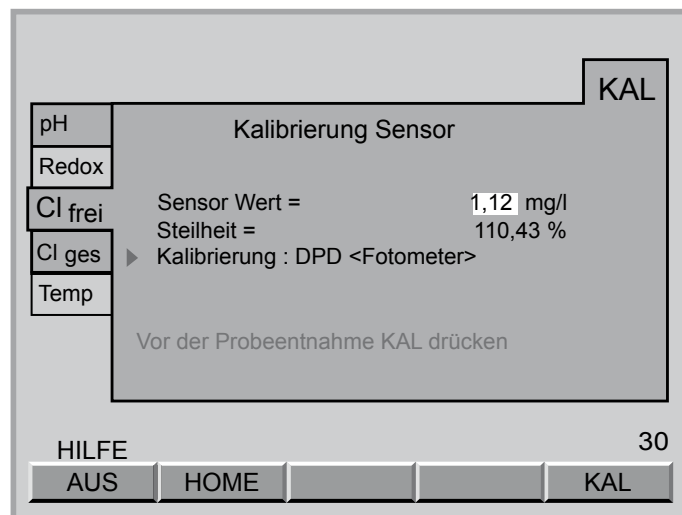 KAL
pH
Kalibrierung Sensor
Redox
Cl frei
Sensor Wert = 1,12 mg/l
Steilheit = 110,43 %
Cl ges
Kalibrierung : DPD <Fotometer>
Temp
Vor der Probeentnahme KAL drücken
HILFE
30
AUS HOME KAL